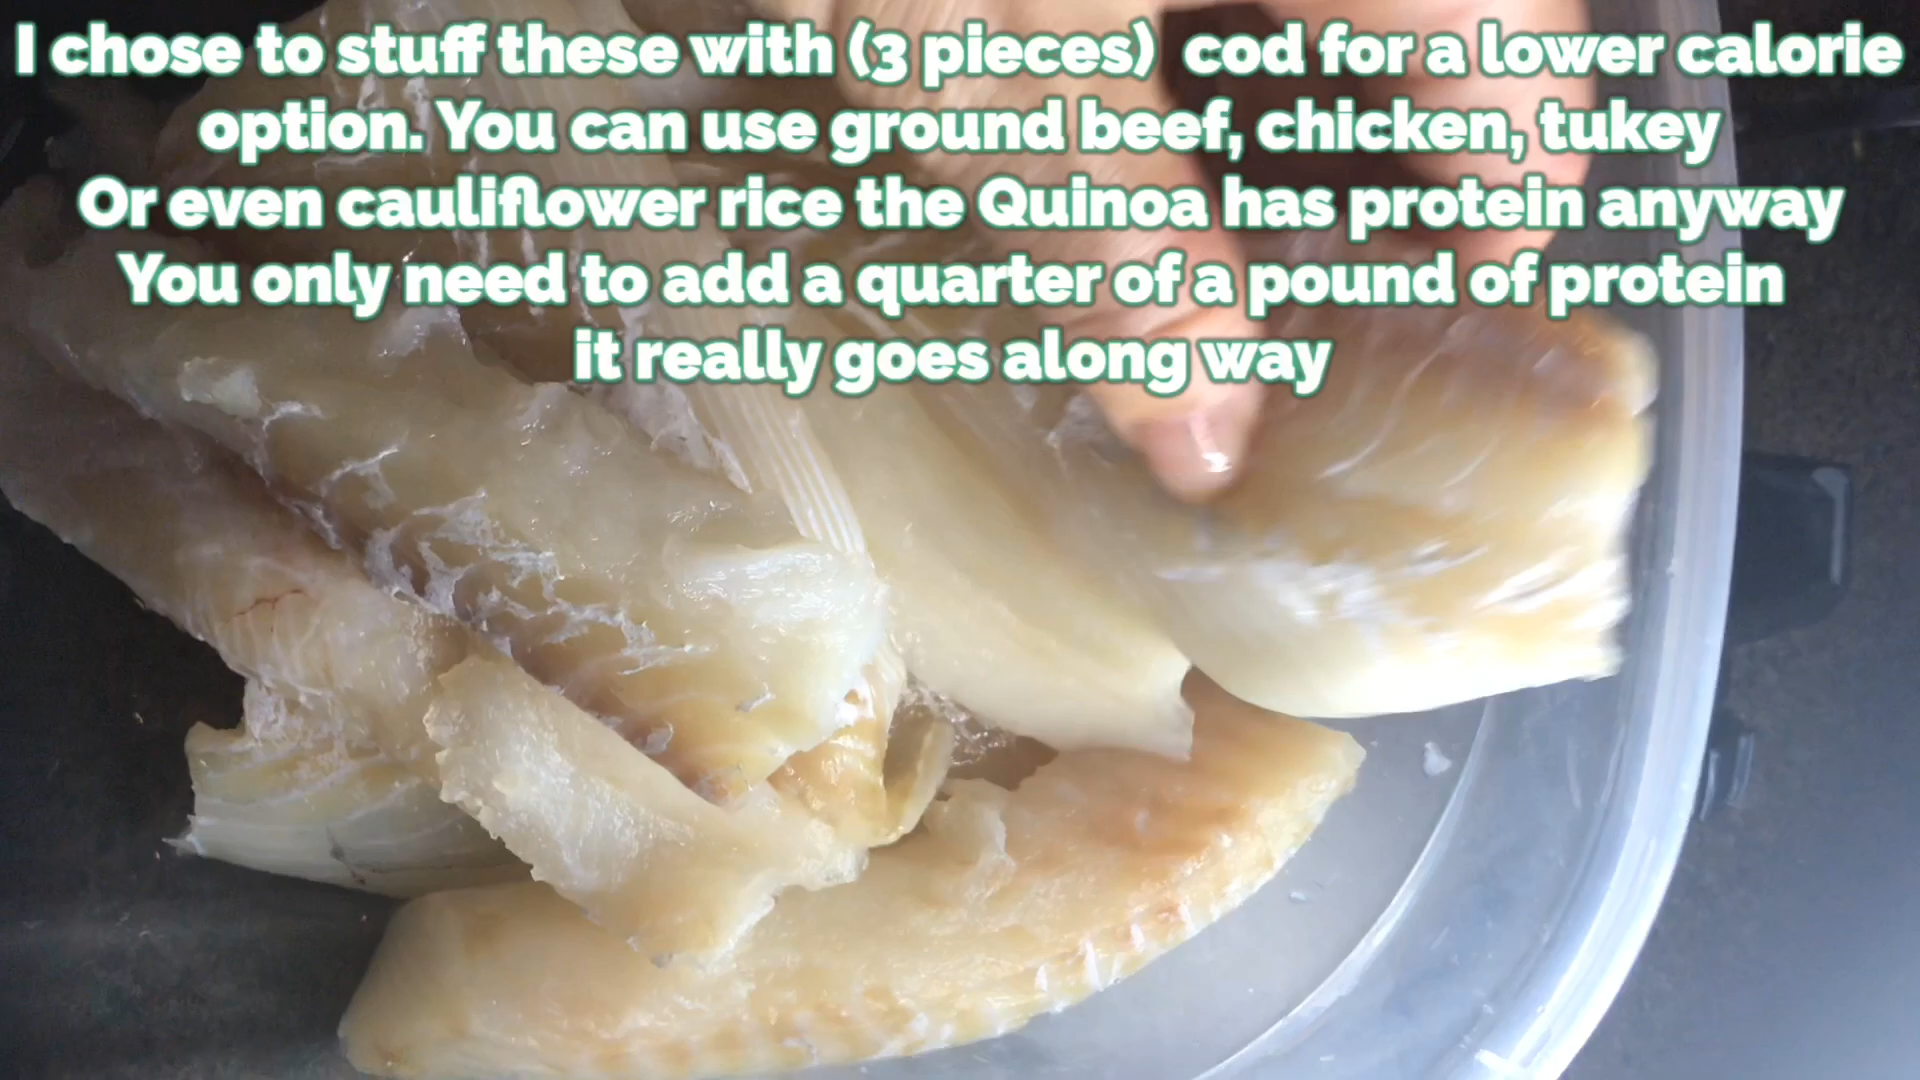 I chose to stuff these with (3 pieces) cod for a lower calorie
option. You can use ground beef, chicken, tukey
Or even cauliflower rice the Quinoa has protein anyway
You only need to add a quarter of a pound of protein
it really goes along way